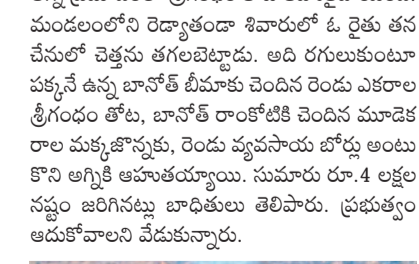 మండలంలోని రెడ్యాతండా శివారులో ఓ రైతు తన
చేనులో చెత్తను తగలబెట్టాడు. అది రగులుకుంటూ
పక్కనే ఉన్న బానోత్ బీమాకు చెందిన రెండు ఎకరాల
శ్రీగంధం తోట, బానోత్ రాంకోటికి చెందిన మూడెక
రాల మక్కజొన్నకు, రెండు వ్యవసాయ బోర్లు అంటు
కొని అగ్నికి ఆహుతయ్యాయి. సుమారు రూ.4 లక్షల
నష్టం జరిగినట్లు బాధితులు తెలిపారు. ప్రభుత్వం
ఆదుకోవాలని వేడుకున్నారు.